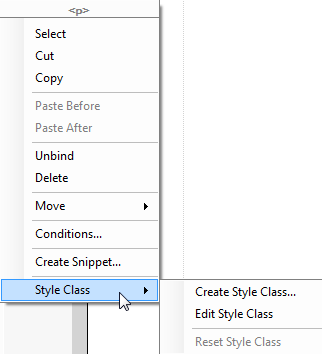 <p>
Select
Cut
Copy
Paste Before
Paste After
Unbind
Delete
Move
Conditions...
Create Snippet...
Style Class
Create Style Class...
Edit Style Class
Reset Style Class